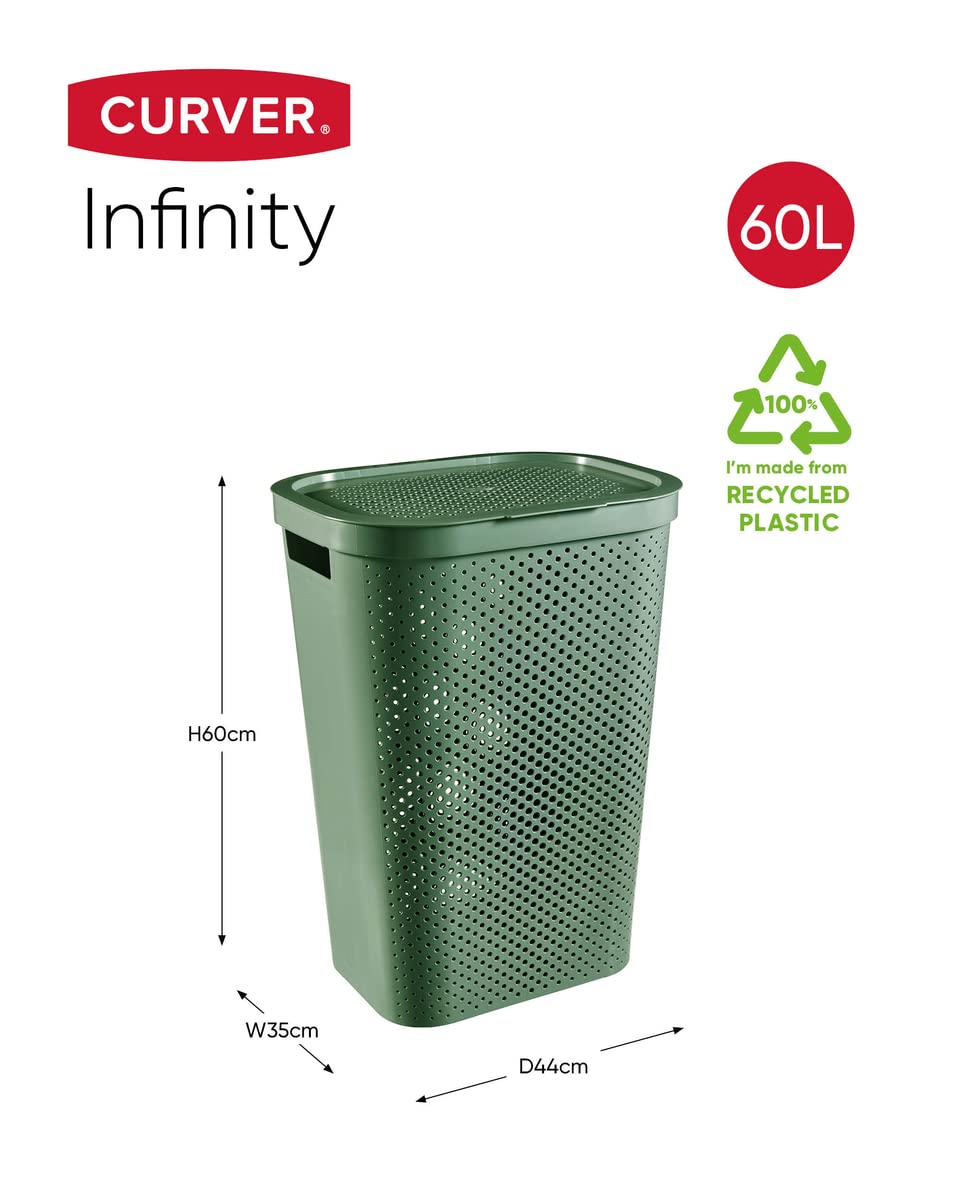 CURVER®
Infinity
60L
100%
I'm made from
RECYCLED
PLASTIC
H60cm
W35cm
D44cm